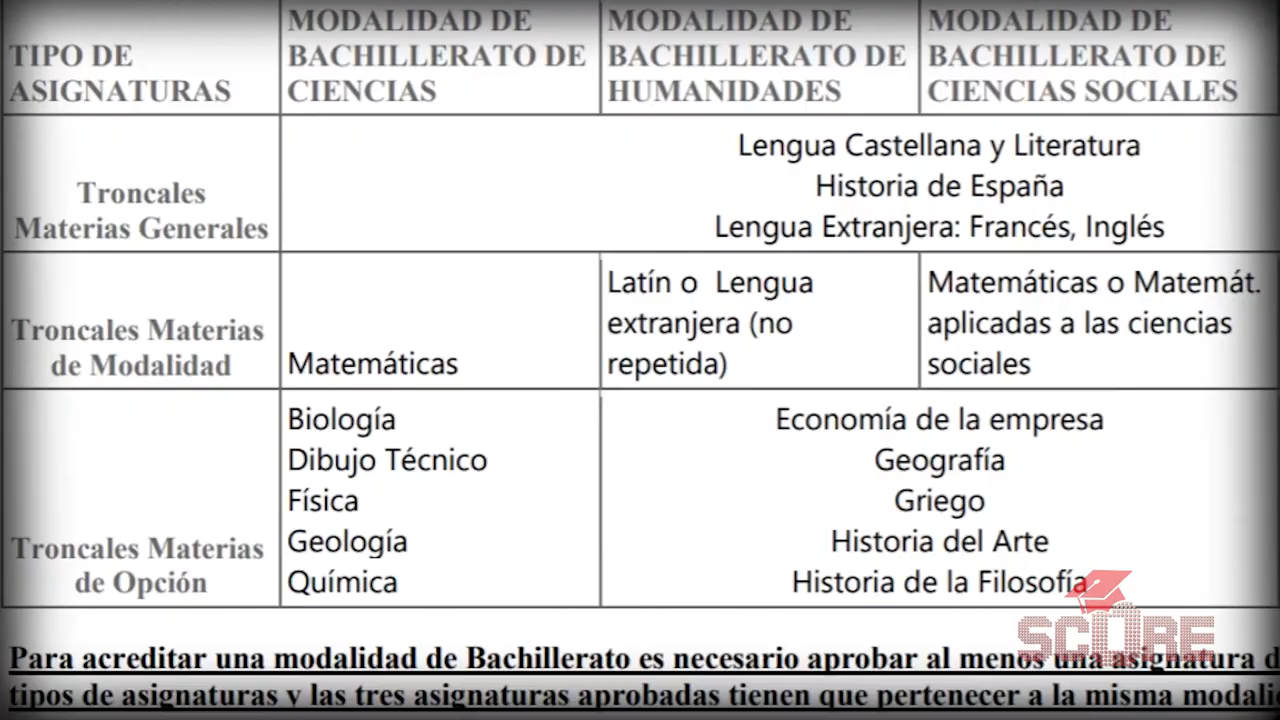 TIPO DE ASIGNATURAS
MODALIDAD DE BACHILLERATO DE CIENCIAS
MODALIDAD DE BACHILLERATO DE HUMANIDADES
MODALIDAD DE BACHILLERATO DE CIENCIAS SOCIALES
Troncales
Materias Generales
Lengua Castellana y Literatura
Historia de España
Lengua Extranjera: Francés, Inglés
Troncales Materias
de Modalidad
Matemáticas
Latín o Lengua
extranjera (no
repetida)
Matemáticas o Matemát.
aplicadas a las ciencias
sociales
Troncales Materias
de Opción
Biología
Dibujo Técnico
Física
Geología
Química
Economía de la empresa
Geografía
Griego
Historia del Arte
Historia de la Filosofía
SCORE
Para acreditar una modalidad de Bachillerato es necesario aprobar al menos una asignatura d
tipos de asignaturas y las tres asignaturas aprobadas tienen que pertenecer a la misma modali